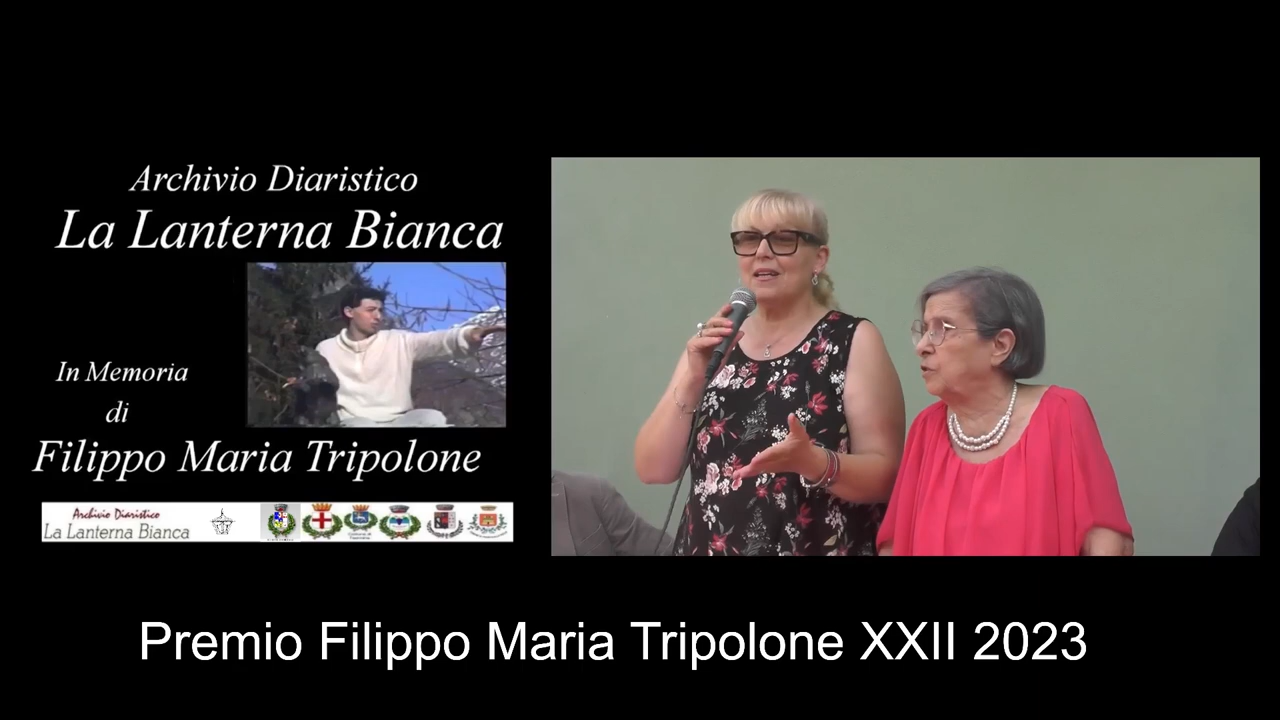 Archivio Diaristico
La Lanterna Bianca
In Memoria
di
Filippo Maria Tripolone
Archivio Diaristico
La Lanterna Bianca
Premio Filippo Maria Tripolone XXII 2023